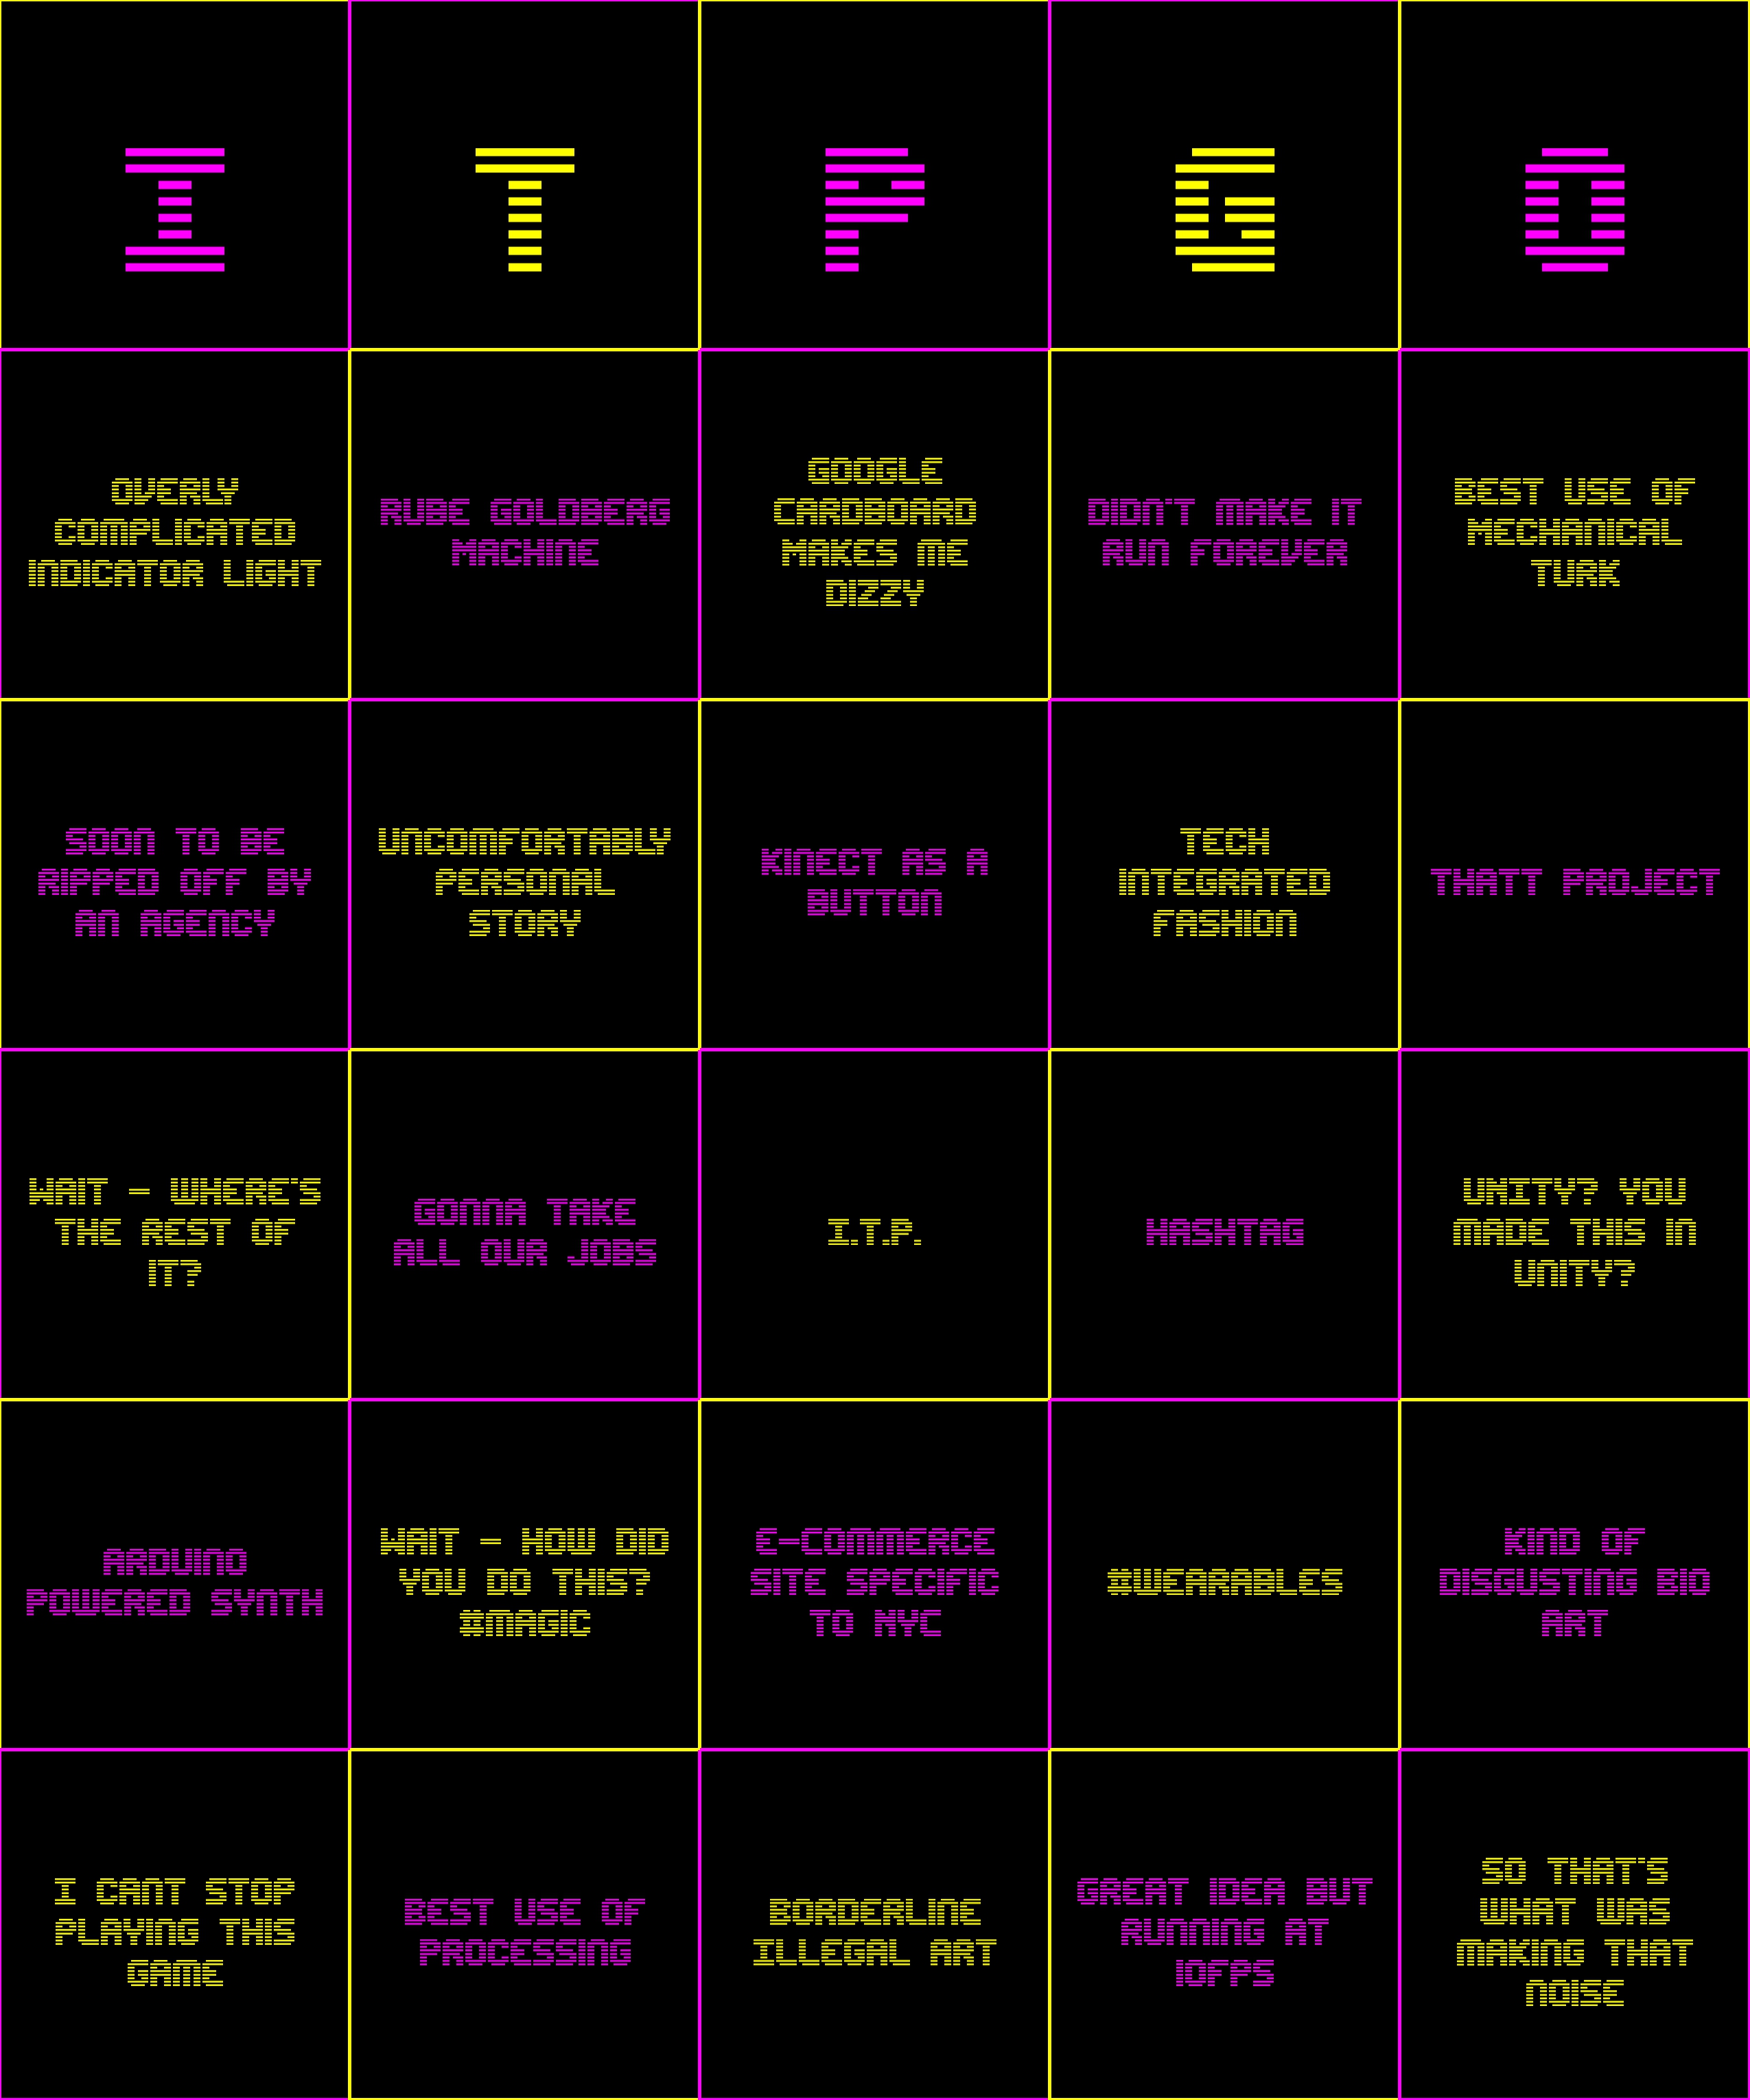 I T P G O
OVERLY
COMPLICATED
INDICATOR LIGHT
RUBE GOLDBERG
MACHINE
GOOGLE
CARDBOARD
MAKES ME
DIZZY
DIDN'T MAKE IT
RUN FOREVER
BEST USE OF
MECHANICAL
TURK
SOON TO BE
RIPPED OFF BY
AN AGENCY
UNCOMFORTABLY
PERSONAL
STORY
KINECT AS A
BUTTON
TECH
INTEGRATED
FASHION
THATT PROJECT
WAIT - WHERE'S
THE REST OF
IT?
GONNA TAKE
ALL OUR JOBS
I.T.P.
HASHTAG
UNITY? YOU
MADE THIS IN
UNITY?
ARDUINO
POWERED SYNTH
WAIT - HOW DID
YOU DO THIS?
#MAGIC
E-COMMERCE
SITE SPECIFIC
TO NYC
#WEARABLES
KIND OF
DISGUSTING BIO
ART
I CANT STOP
PLAYING THIS
GAME
BEST USE OF
PROCESSING
BORDERLINE
ILLEGAL ART
GREAT IDEA BUT
RUNNING AT
10FPS
SO THAT'S
WHAT WAS
MAKING THAT
NOISE